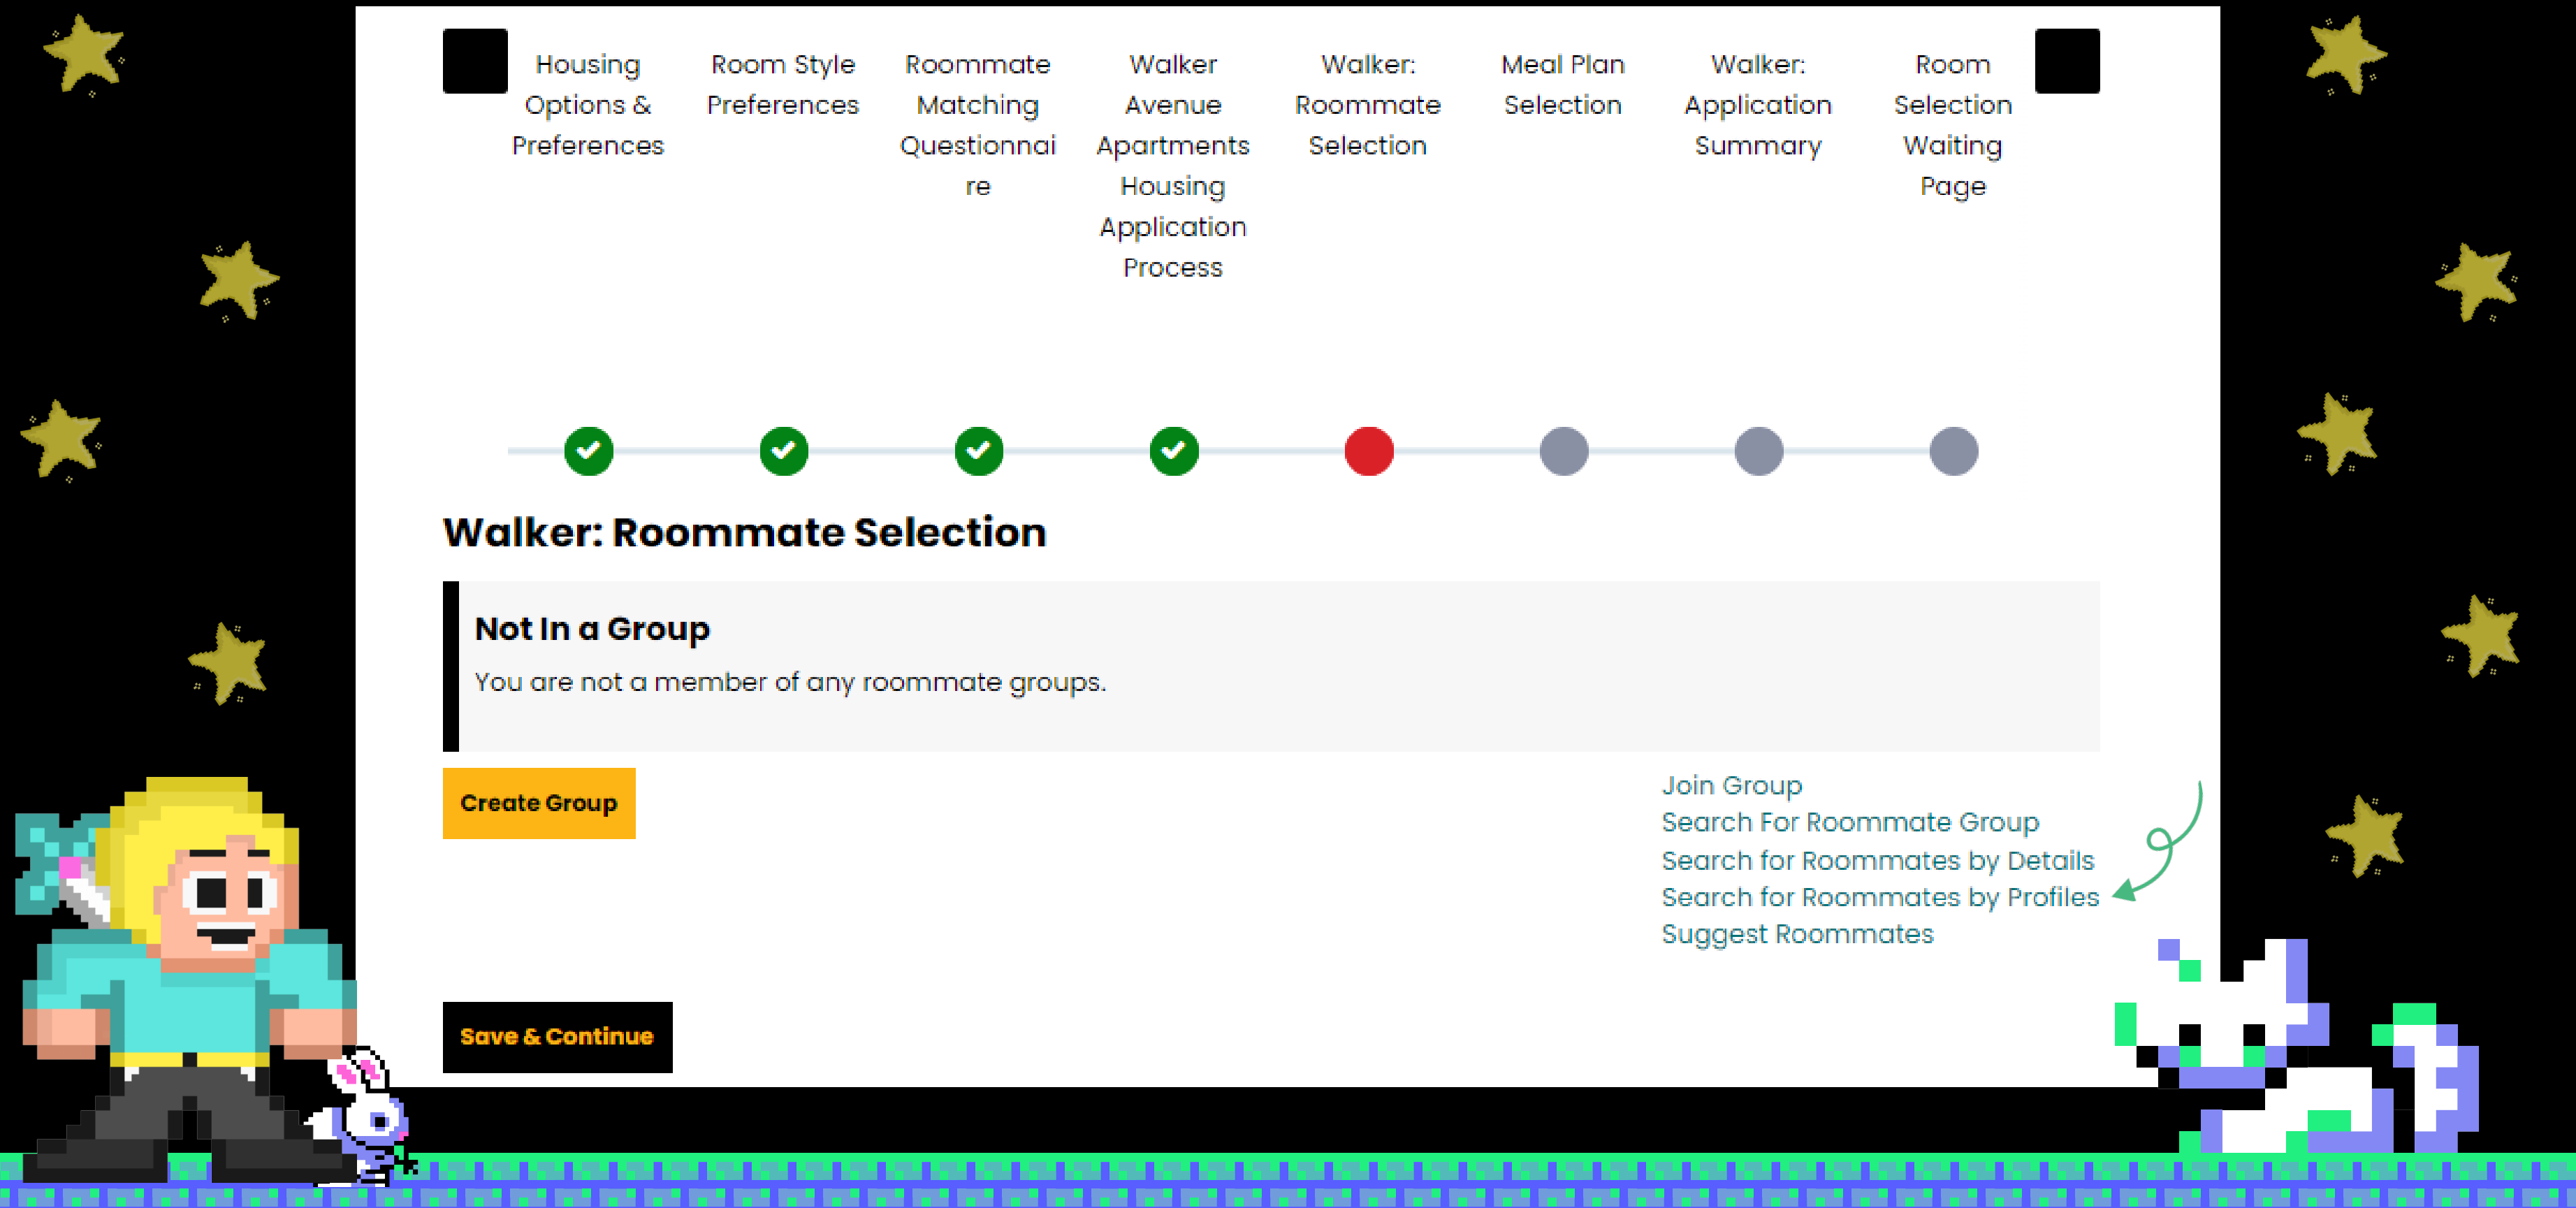 Housing
Options &
Preferences
Room Style
Preferences
Roommate
Matching
Questionnai
re
Walker
Avenue
Apartments
Housing
Application
Process
Walker:
Roommate
Selection
Meal Plan
Selection
Walker:
Application
Summary
Room
Selection
Waiting
Page
Walker: Roommate Selection
Not In a Group
You are not a member of any roommate groups.
Create Group
Join Group
Search For Roommate Group
Search for Roommates by Details
Search for Roommates by Profiles
Suggest Roommates
Save & Continue